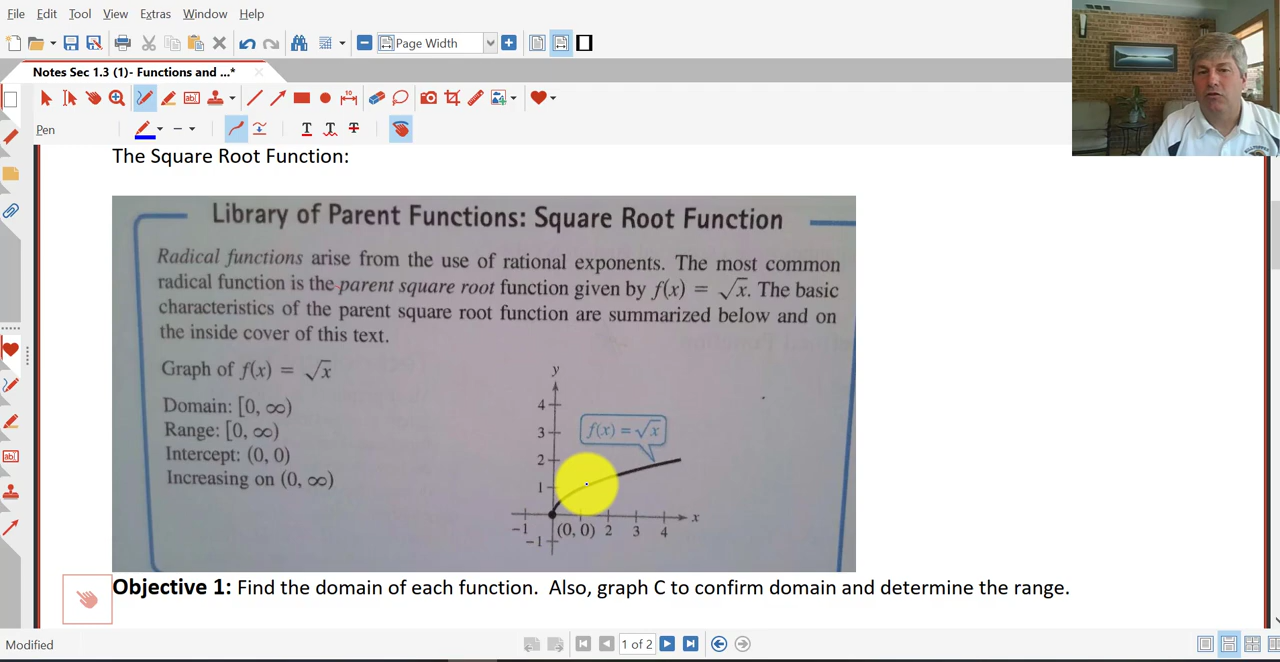 File Edit Tool View Extras Window Help
Page Width
Notes Sec 1.3 (1)- Functions and ...*
Pen
The Square Root Function:
Library of Parent Functions: Square Root Function
Radical functions arise from the use of rational exponents. The most common
radical function is the parent square root function given by f(x) = √x. The basic
characteristics of the parent square root function are summarized below and on
the inside cover of this text.
Graph of f(x) = √x
Domain: [0, ∞)
Range: [0, ∞)
Intercept: (0, 0)
Increasing on (0, ∞)
y
4
3
f(x) = √x
2
1
x
−1 (0, 0) 2 3 4
−1
Objective 1: Find the domain of each function. Also, graph C to confirm domain and determine the range.
Modified
1 of 2